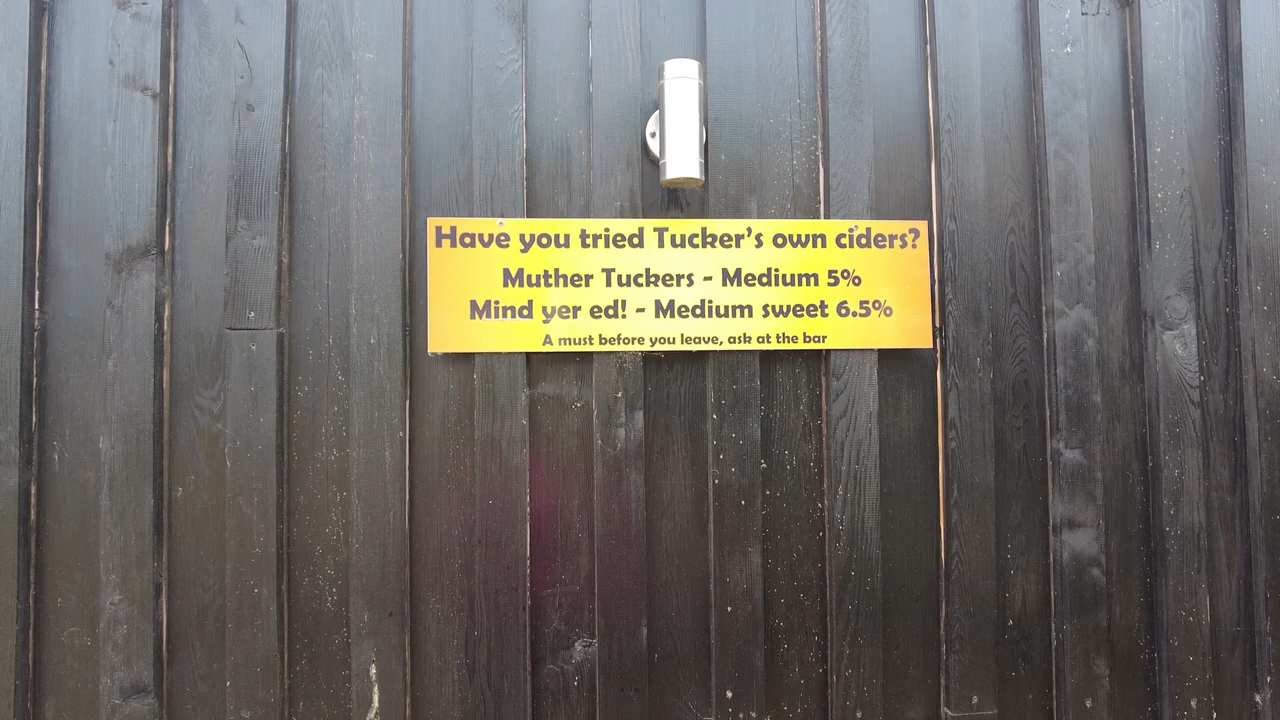 Have you tried Tucker's own ciders?
Muther Tuckers - Medium 5%
Mind yer ed! - Medium sweet 6.5%
A must before you leave, ask at the bar